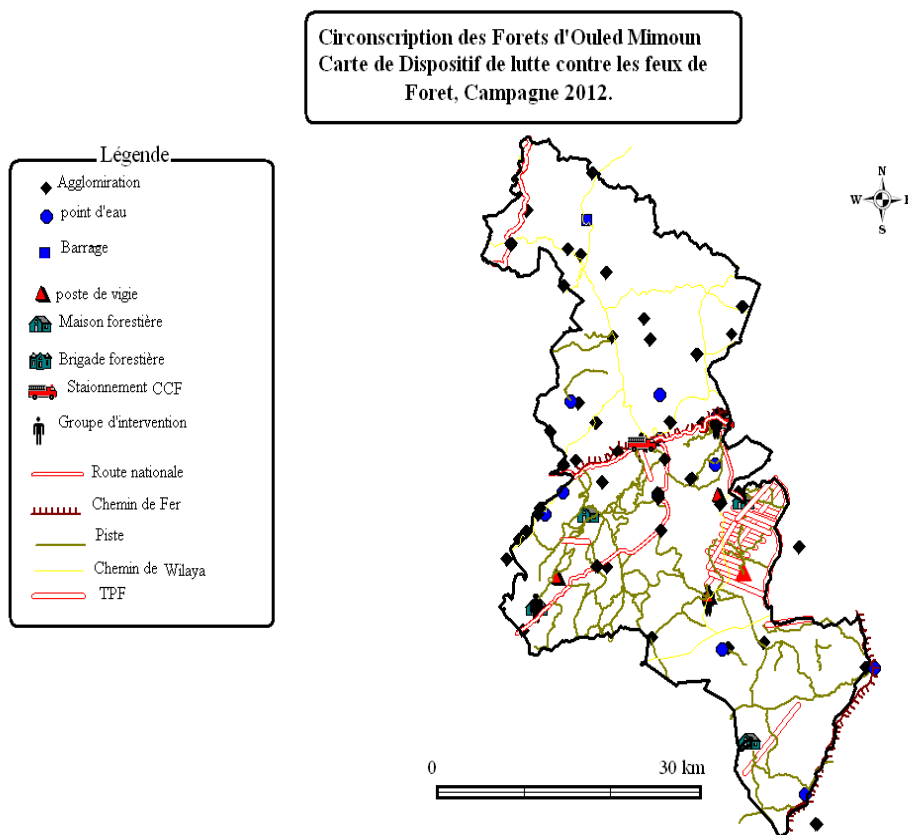 Circonscription des Forets d'Ouled Mimoun
Carte de Dispositif de lutte contre les feux de
Foret, Campagne 2012.
Légende
Agglomiration
point d'eau
Barrage
poste de vigie
Maison forestière
Brigade forestière
Staionnement CCF
Groupe d'intervention
Route nationale
Chemin de Fer
Piste
Chemin de Wilaya
TPF
N
W E
S
0 30 km